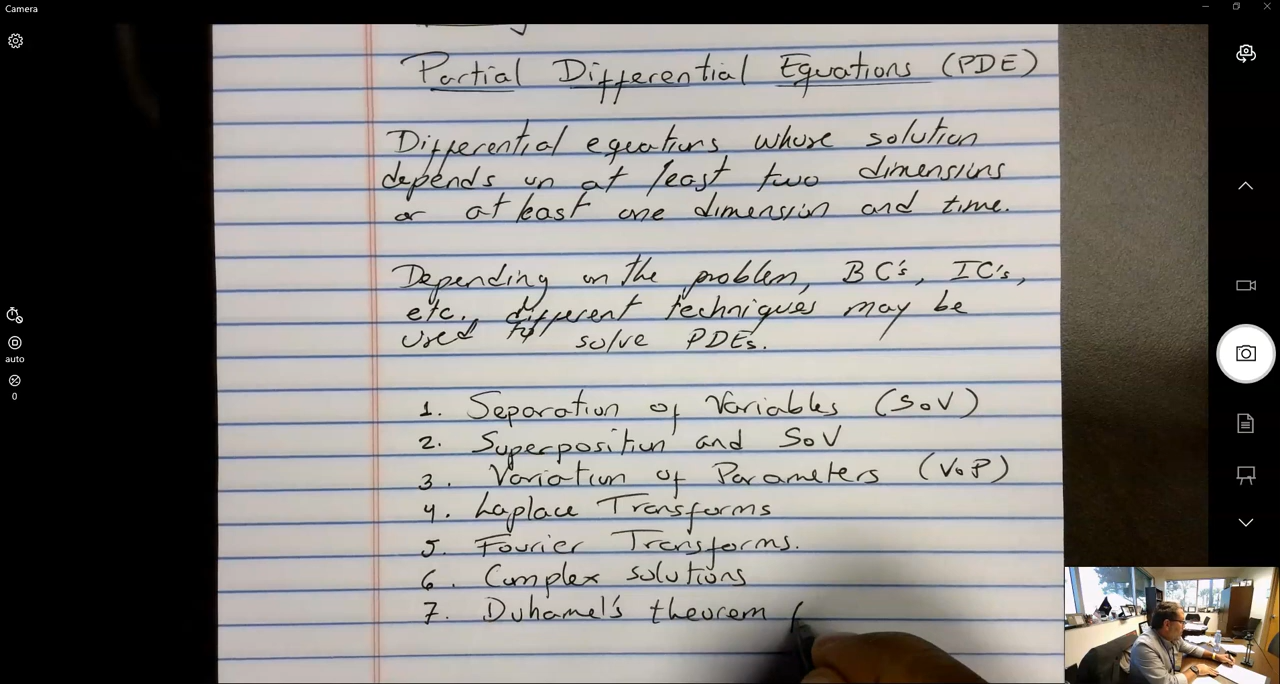 Camera
Partial Differential Equations (PDE)
Differential equations whose solution
depends on at least two dimensions
or at least one dimension and time.
Depending on the problem, BC's, IC's,
etc., different techniques may be
used to solve PDEs.
1. Separation of Variables (SoV)
2. Superposition and SoV
3. Variation of Parameters (VoP)
4. Laplace Transforms
5. Fourier Transforms.
6. Complex solutions
7. Duhamel's theorem (
auto
0